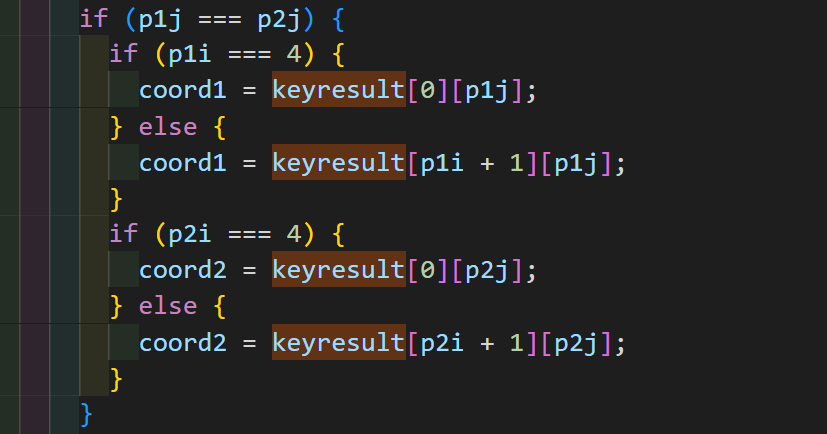 if (p1j === p2j) {
if (p1i === 4) {
coord1 = keyresult[0][p1j];
} else {
coord1 = keyresult[p1i + 1][p1j];
}
if (p2i === 4) {
coord2 = keyresult[0][p2j];
} else {
coord2 = keyresult[p2i + 1][p2j];
}
}